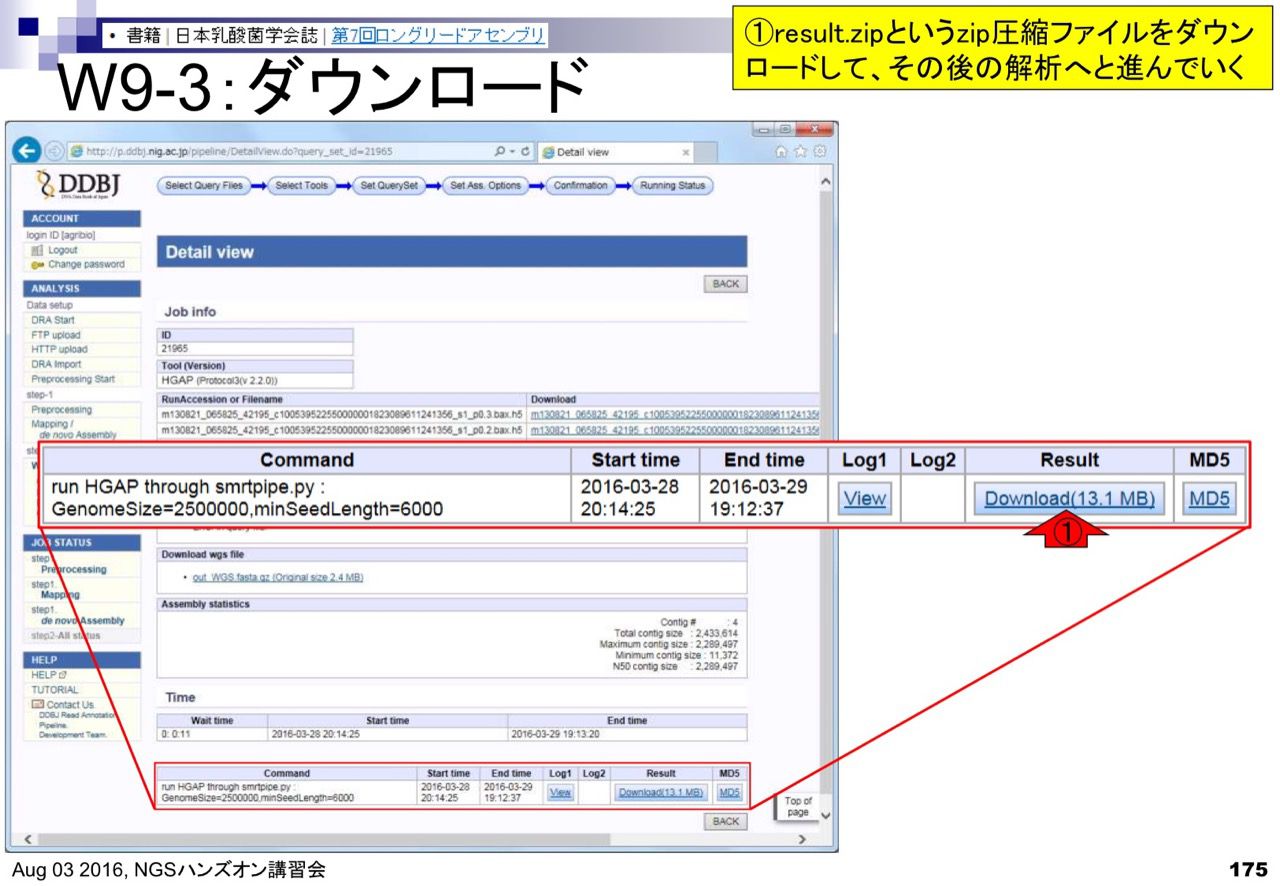 • 書籍 | 日本乳酸菌学会誌 | 第7回ロングリードアセンブリ
①result.zipというzip圧縮ファイルをダウン
ロードして、その後の解析へと進んでいく
W9-3：ダウンロード
http://p.ddbj.nig.ac.jp/pipeline/DetailView.do?query_set_id=21965
Detail view
DDBJ
DNA Data Bank of Japan
Select Query Files
Select Tools
Set QuerySet
Set Ass. Options
Confirmation
Running Status
ACCOUNT
login ID [agribio]
Logout
Change password
ANALYSIS
Data setup
DRA Start
FTP upload
HTTP upload
DRA Import
Preprocessing Start
step-1
Preprocessing
Mapping /
de novo Assembly
Detail view
BACK
Job info
ID
21965
Tool (Version)
HGAP (Protocol3(v 2.2.0))
RunAccession or Filename Download
m130821_065825_42195_c100539522550000001823089611241356_s1_p0.3.bax.h5 m130821_065825_42195_c100539522550000001823089611241356
m130821_065825_42195_c100539522550000001823089611241356_s1_p0.2.bax.h5 m130821_065825_42195_c100539522550000001823089611241356
Command Start time End time Log1 Log2 Result MD5
run HGAP through smrtpipe.py : 2016-03-28 2016-03-29 View Download(13.1 MB) MD5
GenomeSize=2500000,minSeedLength=6000 20:14:25 19:12:37
①
JOB STATUS
step
Preprocessing
step1.
Mapping
step1.
de novo Assembly
step2-All status
HELP
HELP
TUTORIAL
Contact Us
DDBJ Read Annotation
Pipeline.
Development Team.
Download wgs file
• out_WGS.fasta.gz (Original size 2.4 MB)
Assembly statistics
Contig # : 4
Total contig size : 2,433,614
Maximum contig size : 2,289,497
Minimum contig size : 11,372
N50 contig size : 2,289,497
Time
Wait time Start time End time
0: 0:11 2016-03-28 20:14:25 2016-03-29 19:13:20
Command Start time End time Log1 Log2 Result MD5
run HGAP through smrtpipe.py : 2016-03-28 2016-03-29 View Download(13.1 MB) MD5
GenomeSize=2500000,minSeedLength=6000 20:14:25 19:12:37
BACK
Top of
page
Aug 03 2016, NGSハンズオン講習会
175